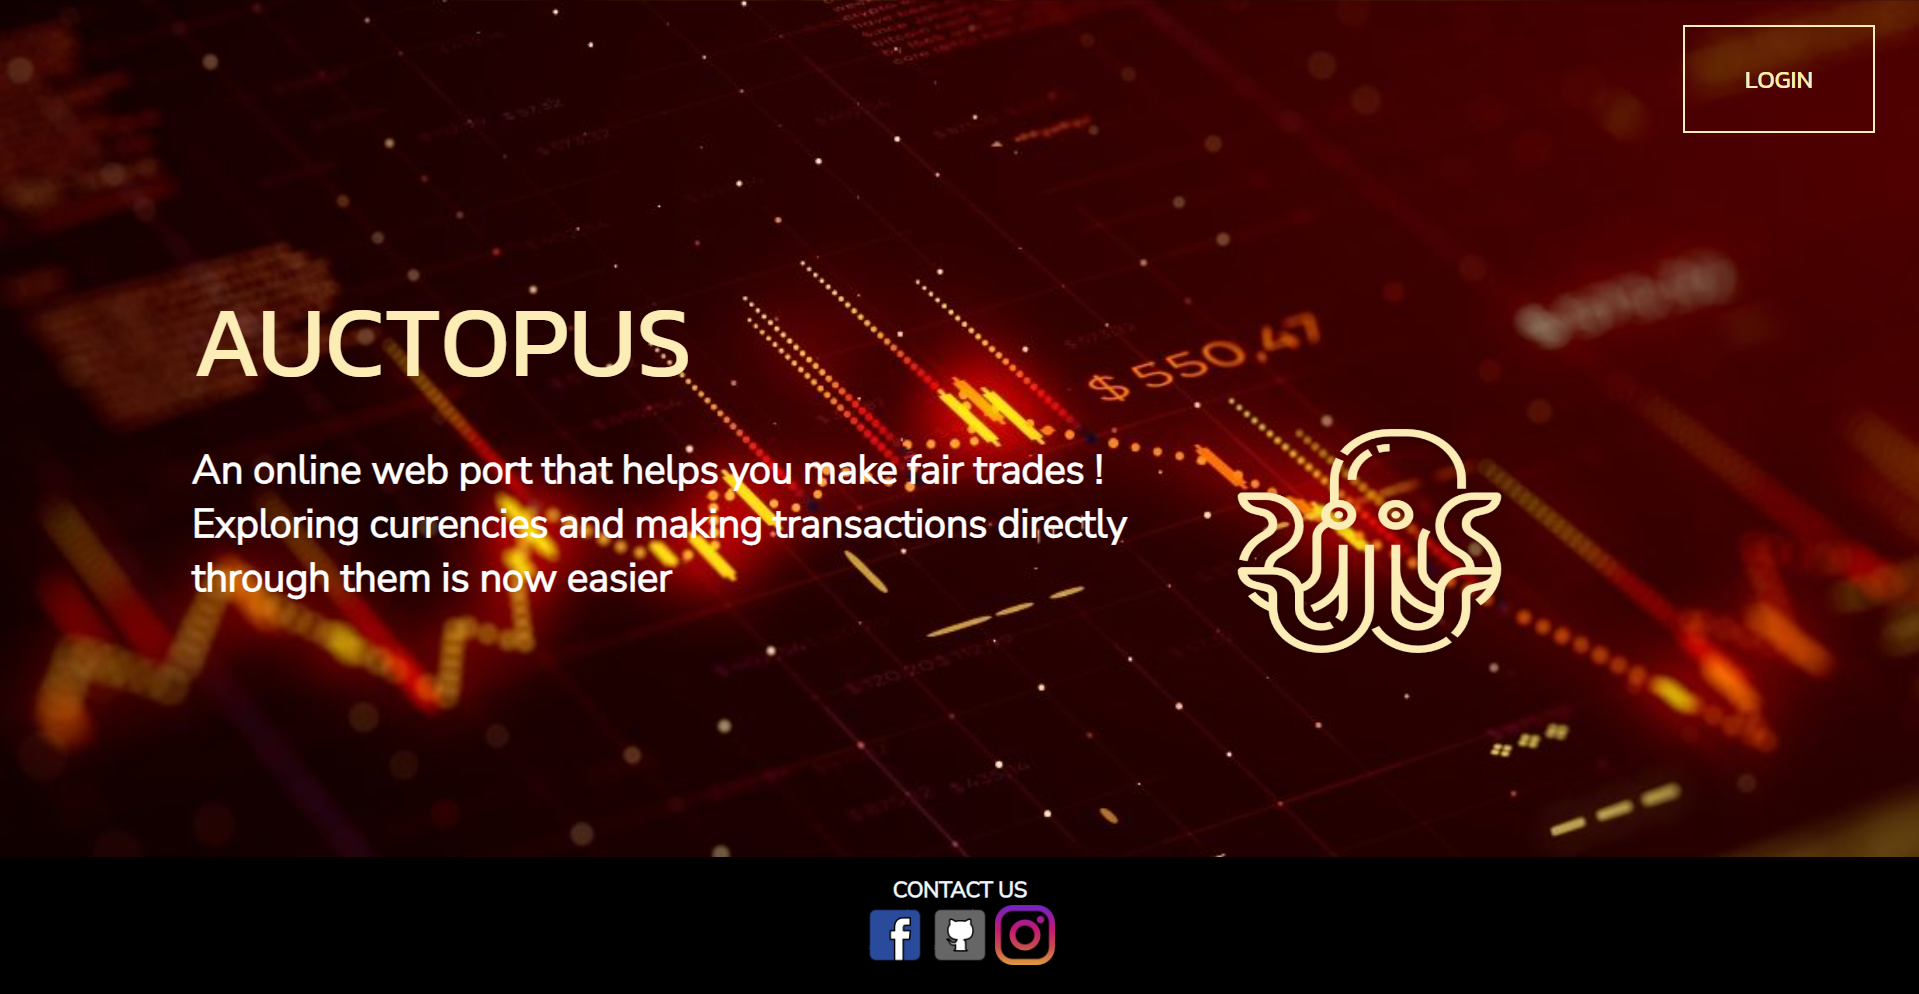 LOGIN
AUCTOPUS
$550.47
An online web port that helps you make fair trades !
Exploring currencies and making transactions directly
through them is now easier
CONTACT US